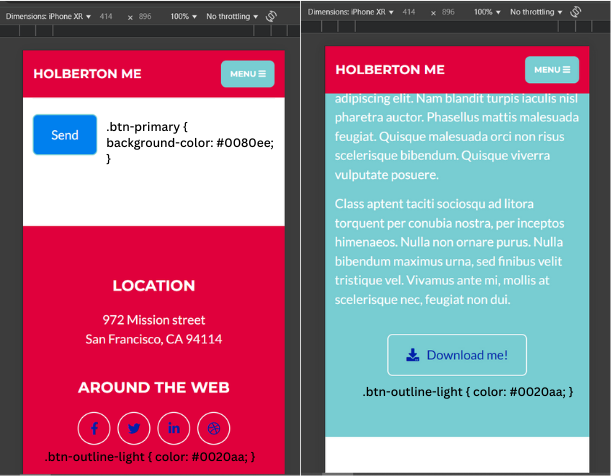 Dimensions: iPhone XR ▼ 414 × 896 100% ▼ No throttling ▼
HOLBERTON ME
MENU ☰
Send
.btn-primary {
background-color: #0080ee;
}
LOCATION
972 Mission street
San Francisco, CA 94114
AROUND THE WEB
.btn-outline-light { color: #0020aa; }
Dimensions: iPhone XR ▼ 414 × 896 100% ▼ No throttling ▼
HOLBERTON ME
MENU ☰
adipiscing elit. Nam blandit turpis iaculis nisl
pharetra auctor. Phasellus mattis malesuada
feugiat. Quisque malesuada orci non risus
scelerisque bibendum. Quisque viverra
vulputate posuere.
Class aptent taciti sociosqu ad litora
torquent per conubia nostra, per inceptos
himenaeos. Nulla non ornare purus. Nulla
bibendum maximus urna, sed finibus velit
tristique vel. Vivamus ante mi, mollis at
scelerisque nec, feugiat non dui.
Download me!
.btn-outline-light { color: #0020aa; }